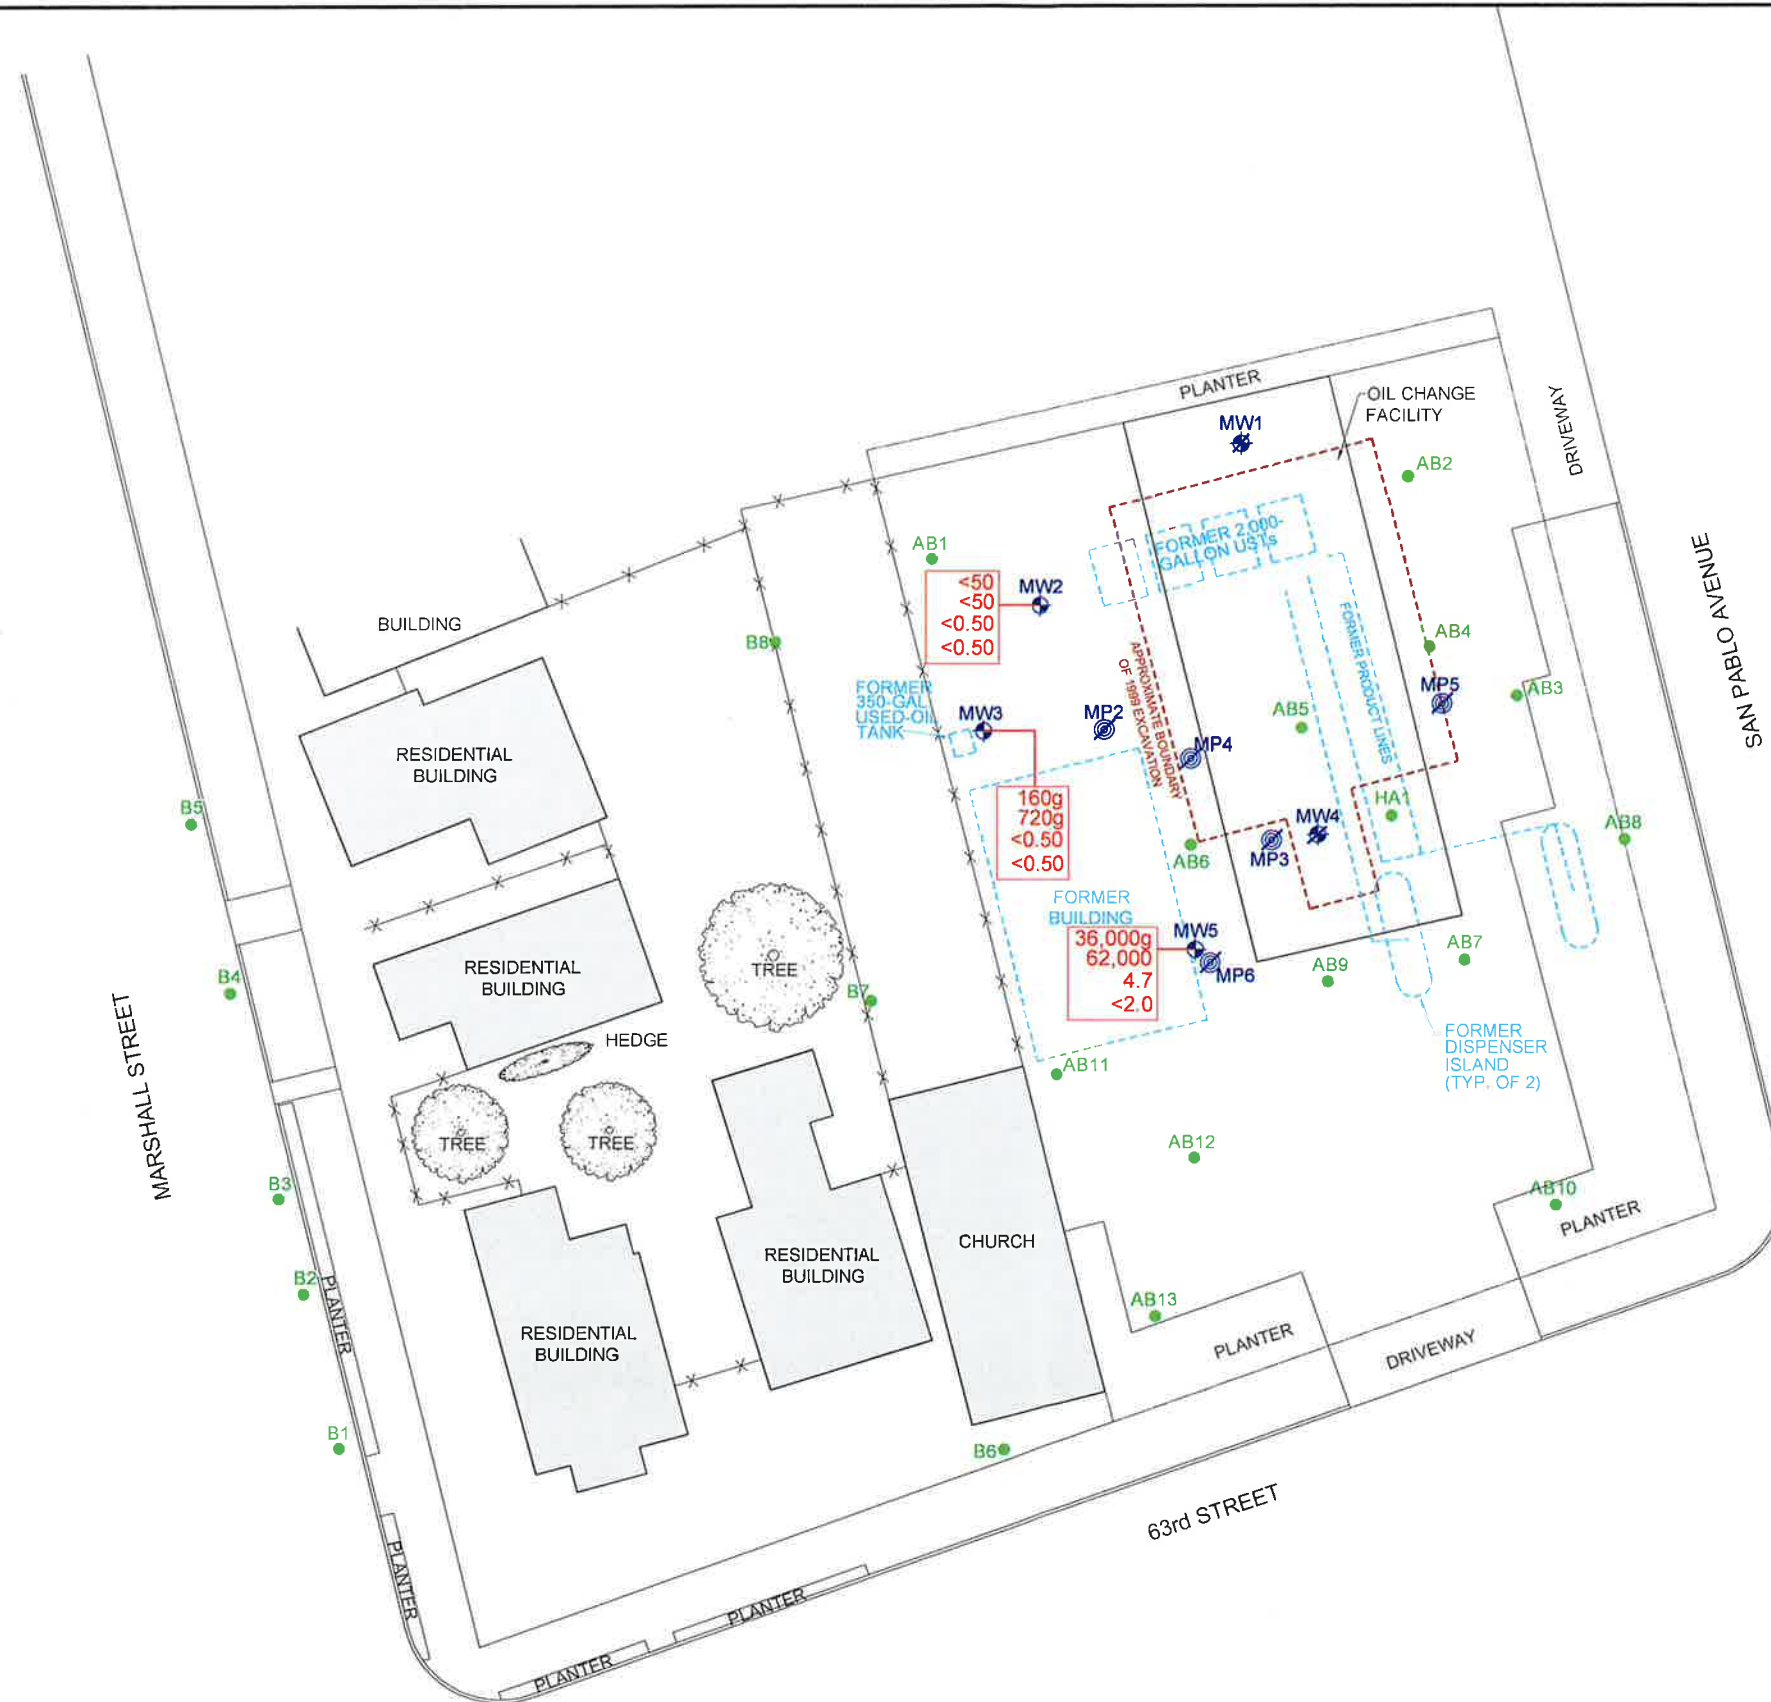 PLANTER
OIL CHANGE
FACILITY
DRIVEWAY
MW1
AB2
SAN PABLO AVENUE
FORMER 2,000-
GALLON USTs
AB1
MW2
<50
<50
<0.50
<0.50
BUILDING
B8
AB4
FORMER PRODUCT LINES
APPROXIMATE BOUNDARY
OF 1999 EXCAVATION
FORMER
350-GAL
USED-OIL
TANK
MW3
MP2
AB5
MP5
AB3
MP4
RESIDENTIAL
BUILDING
160g
720g
<0.50
<0.50
HA1
B5
MW4
AB8
MP3
AB6
FORMER
BUILDING
MW5
36,000g
62,000
4.7
<2.0
MP6
AB7
AB9
TREE
RESIDENTIAL
BUILDING
B4
B7
HEDGE
FORMER
DISPENSER
ISLAND
(TYP. OF 2)
AB11
MARSHALL STREET
TREE
TREE
AB12
B3
AB10
PLANTER
CHURCH
RESIDENTIAL
BUILDING
B2
PLANTER
AB13
RESIDENTIAL
BUILDING
PLANTER
DRIVEWAY
B1
B6
63rd STREET
PLANTER
PLANTER
PLANTER